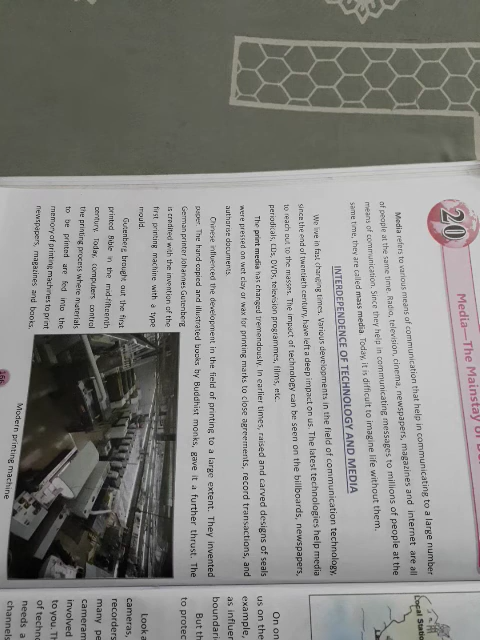 20
Media—The Mainstay Of
Media refers to various means of communication that help in communicating to a large number
of people at the same time. Radio, television, cinema, newspapers, magazines and internet are all
means of communication. Since they help in communicating messages to millions of people at the
same time, they are called mass media. Today, it is difficult to imagine life without them.
INTERDEPENDENCE OF TECHNOLOGY AND MEDIA
We live in fast changing times. Various developments in the field of communication technology,
since the end of twentieth century, have left a deep impact on us. The latest technologies help media
to reach out to the masses. The impact of technology can be seen on the billboards, newspapers,
periodicals, CDs, DVDs, television programmes, films, etc.
The print media has changed tremendously. In earlier times, raised and carved designs of seals
were pressed on wet clay or wax for printing marks to close agreements, record transactions, and
authorise documents.
Chinese influenced the development in the field of printing to a large extent. They invented
paper. The hand-copied and illustrated books by Buddhist monks, gave it a further thrust. The
German printer Johannes Gutenberg
is credited with the invention of the
first printing machine with a type
mould.
Gutenberg brought out the first
printed Bible in the mid-fifteenth
century. Today, computers control
the printing process where materials
to be printed are fed into the
memory of printing machines to print
newspapers, magazines and books.
Modern printing machine
186
Local Station
On on
us on the
example,
as influen
boundari
But th
to protec
Look a
cameras,
recorders
many pe
cameram
involved
to you. Th
of techno
needs a
channels